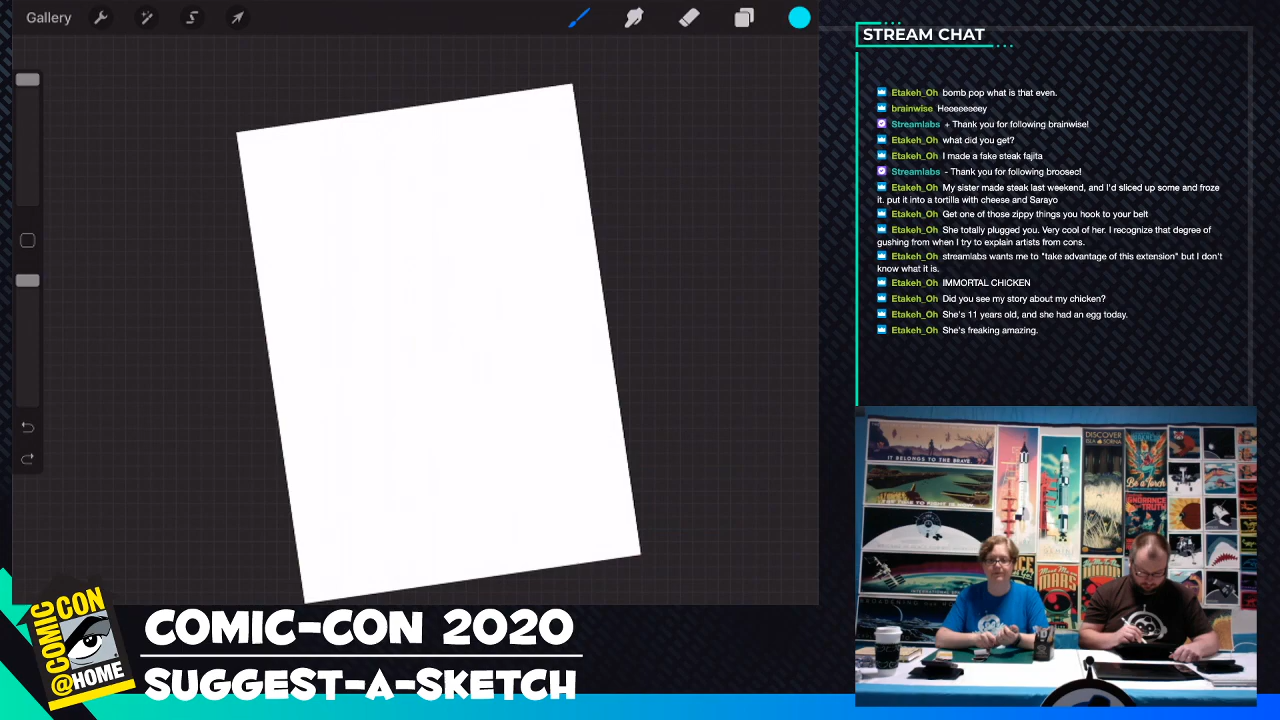 Gallery
STREAM CHAT
Etakeh_Oh bomb pop what is that even.
brainwise Heeeeeeeey
Streamlabs + Thank you for following brainwise!
Etakeh_Oh what did you get?
Etakeh_Oh I made a fake steak fajita
Streamlabs - Thank you for following broosec!
Etakeh_Oh My sister made steak last weekend, and I'd sliced up some and froze
it. put it into a tortilla with cheese and Sarayo
Etakeh_Oh Get one of those zippy things you hook to your belt
Etakeh_Oh She totally plugged you. Very cool of her. I recognize that degree of
gushing from when I try to explain artists from cons.
Etakeh_Oh streamlabs wants me to "take advantage of this extension" but I don't
know what it is.
Etakeh_Oh IMMORTAL CHICKEN
Etakeh_Oh Did you see my story about my chicken?
Etakeh_Oh She's 11 years old, and she had an egg today.
Etakeh_Oh She's freaking amazing.
IT BELONGS TO THE BRAVE
DISCOVER
ISLA SORNA
Be a Torch
IGNORANCE
TRUTH
MARS
COMIC CON
@HOME
COMIC-CON 2020
SUGGEST-A-SKETCH